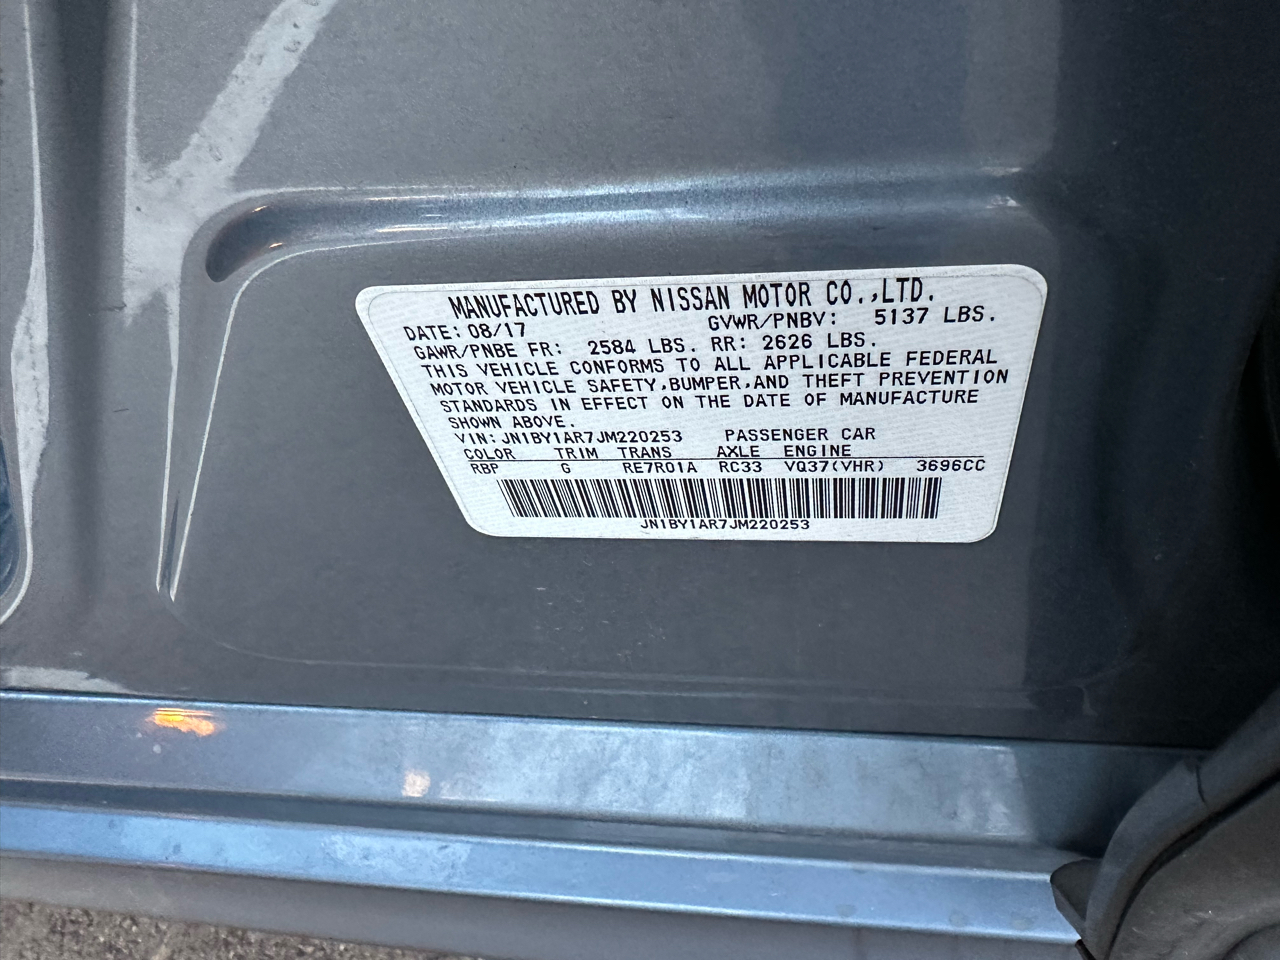 MANUFACTURED BY NISSAN MOTOR CO.,LTD.
DATE: 08/17 GVWR/PNBV: 5137 LBS.
GAWR/PNBE FR: 2584 LBS. RR: 2626 LBS.
THIS VEHICLE CONFORMS TO ALL APPLICABLE FEDERAL
MOTOR VEHICLE SAFETY,BUMPER,AND THEFT PREVENTION
STANDARDS IN EFFECT ON THE DATE OF MANUFACTURE
SHOWN ABOVE.
VIN: JN1BY1AR7JM220253 PASSENGER CAR
COLOR TRIM TRANS AXLE ENGINE
RBP G RE7R01A RC33 VQ37(VHR) 3696CC
JN1BY1AR7JM220253